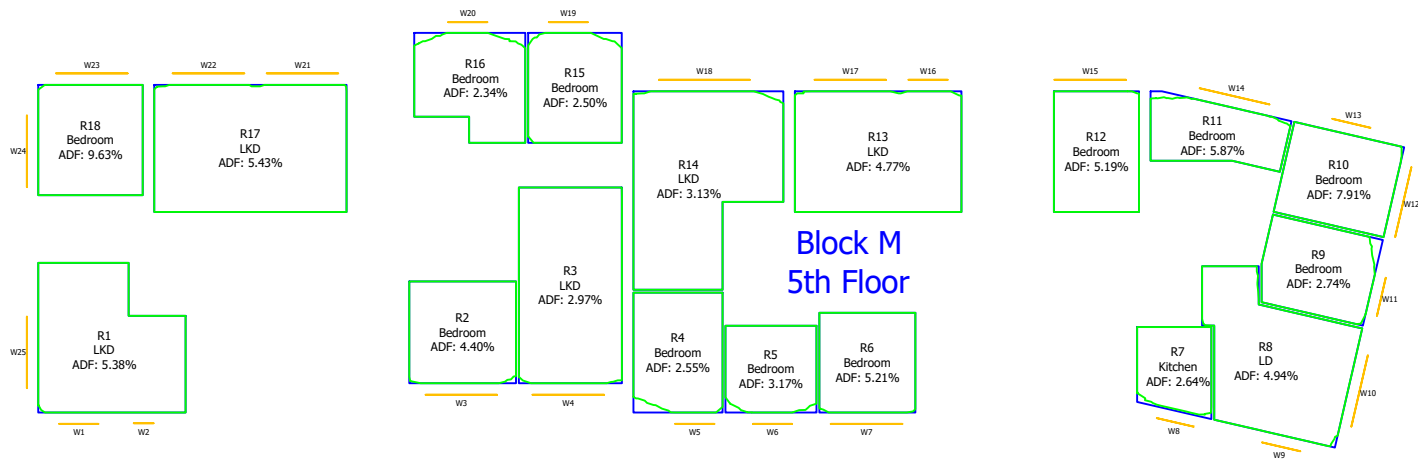 W20
W19
W23
W22
W21
W18
W17
W16
W15
W14
W13
R16
Bedroom
ADF: 2.34%
R15
Bedroom
ADF: 2.50%
R18
Bedroom
ADF: 9.63%
W24
R17
LKD
ADF: 5.43%
R14
LKD
ADF: 3.13%
R13
LKD
ADF: 4.77%
R12
Bedroom
ADF: 5.19%
R11
Bedroom
ADF: 5.87%
R10
Bedroom
ADF: 7.91%
W12
Block M
5th Floor
R9
Bedroom
ADF: 2.74%
W11
R3
LKD
ADF: 2.97%
R2
Bedroom
ADF: 4.40%
R1
LKD
ADF: 5.38%
W25
R4
Bedroom
ADF: 2.55%
R5
Bedroom
ADF: 3.17%
R6
Bedroom
ADF: 5.21%
R7
Kitchen
ADF: 2.64%
R8
LD
ADF: 4.94%
W10
W3
W4
W1
W2
W5
W6
W7
W8
W9